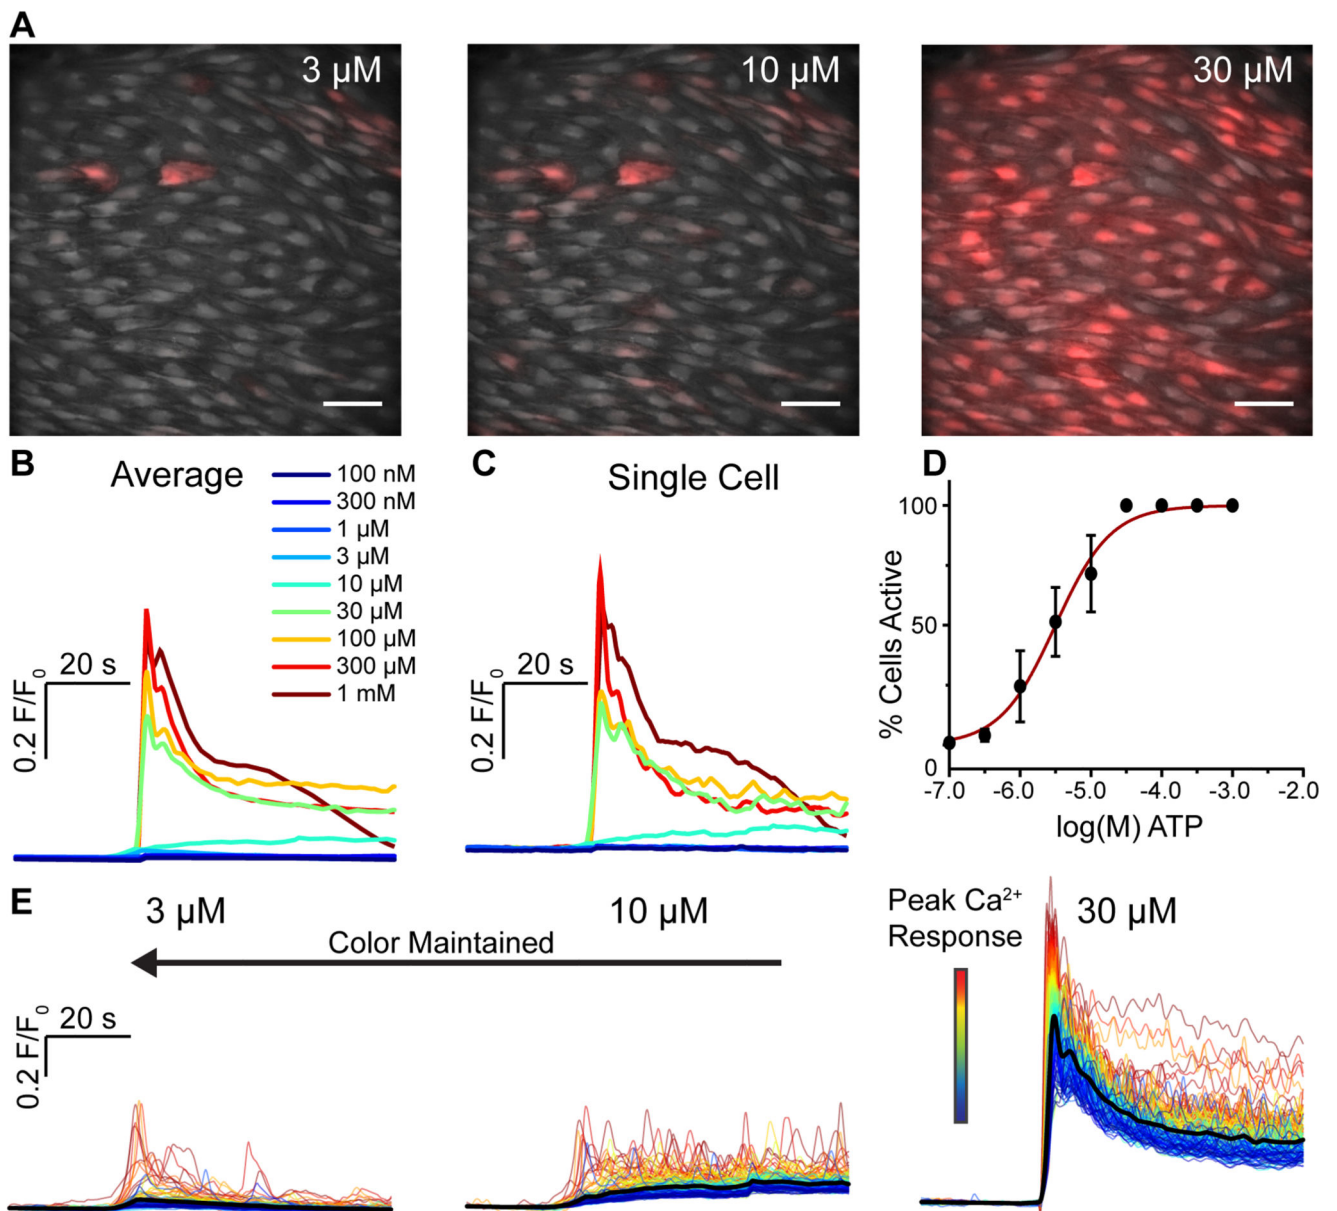 A
3 µM
10 µM
30 µM
B
Average
100 nM
300 nM
1 µM
3 µM
10 µM
30 µM
100 µM
300 µM
1 mM
20 s
0.2 F/F0
C
Single Cell
20 s
0.2 F/F0
D
% Cells Active
100
50
0
-7.0 -6.0 -5.0 -4.0 -3.0 -2.0
log(M) ATP
E
3 µM
10 µM
Color Maintained
20 s
0.2 F/F0
Peak Ca2+
Response
30 µM